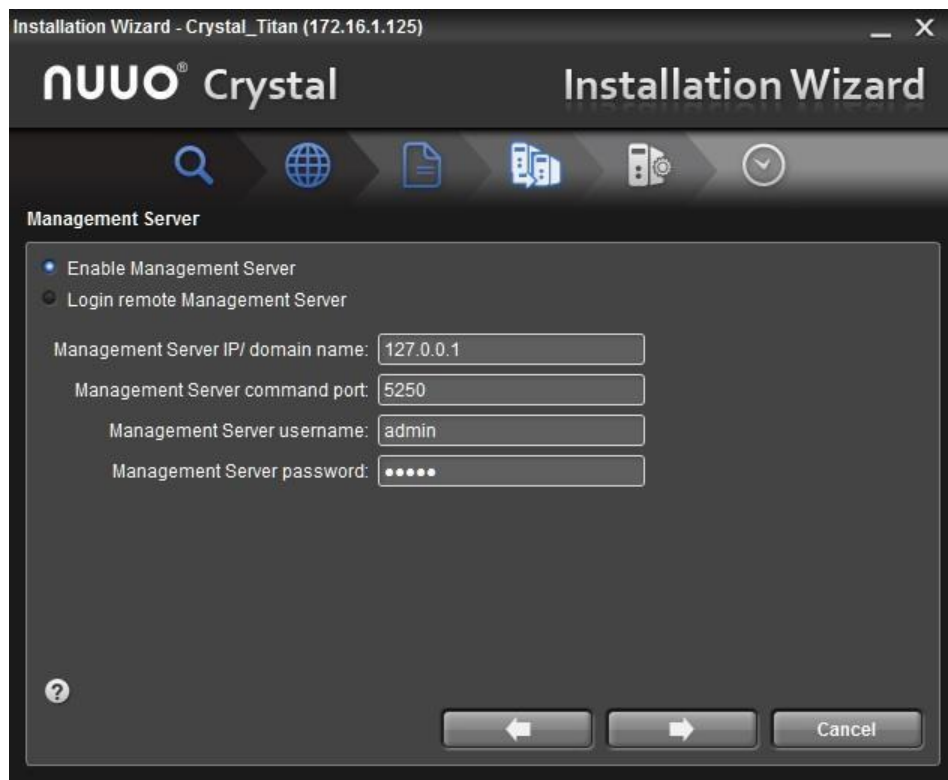 Installation Wizard - Crystal_Titan (172.16.1.125)
nuuo® Crystal
Installation Wizard
Management Server
Enable Management Server
Login remote Management Server
Management Server IP/ domain name: 127.0.0.1
Management Server command port: 5250
Management Server username: admin
Management Server password: •••••
?
Cancel